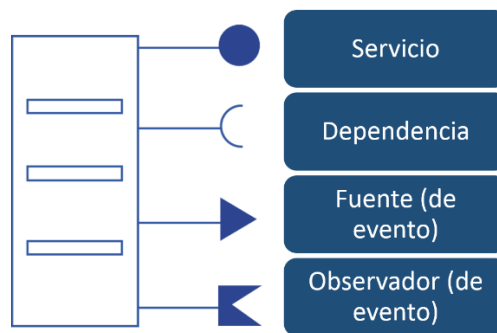 Servicio
Dependencia
Fuente (de
evento)
Observador (de
evento)